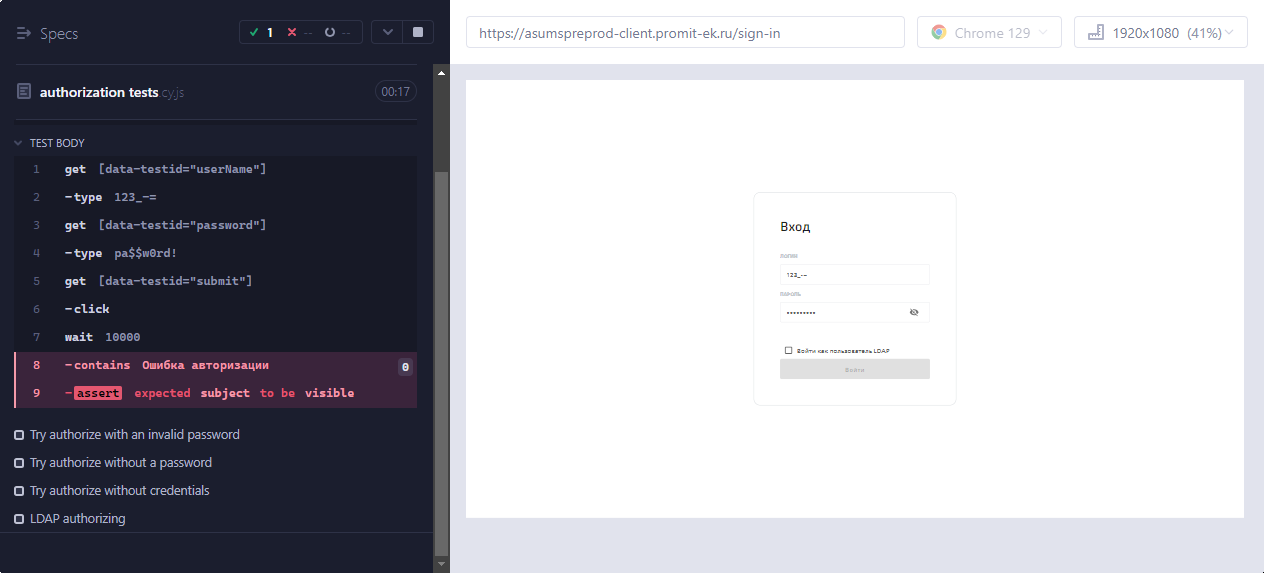 Specs
1
--
--
authorization tests.cy.js
00:17
TEST BODY
1 get [data-testid="userName"]
2 -type 123_-=
3 get [data-testid="password"]
4 -type pa$$w0rd!
5 get [data-testid="submit"]
6 -click
7 wait 10000
8 -contains Ошибка авторизации 0
9 -assert expected subject to be visible
Try authorize with an invalid password
Try authorize without a password
Try authorize without credentials
LDAP authorizing
https://asumspreprod-client.promit-ek.ru/sign-in
Chrome 129
1920x1080 (41%)
Вход
логин
123_-=
пароль
•••••••••
Войти как пользователь LDAP
Войти